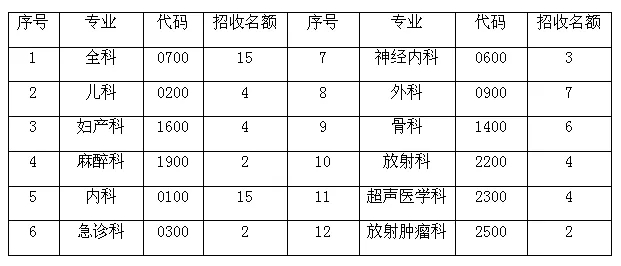 序号 专业 代码 招收名额 序号 专业 代码 招收名额
1 全科 0700 15 7 神经内科 0600 3
2 儿科 0200 4 8 外科 0900 7
3 妇产科 1600 4 9 骨科 1400 6
4 麻醉科 1900 2 10 放射科 2200 4
5 内科 0100 15 11 超声医学科 2300 4
6 急诊科 0300 2 12 放射肿瘤科 2500 2